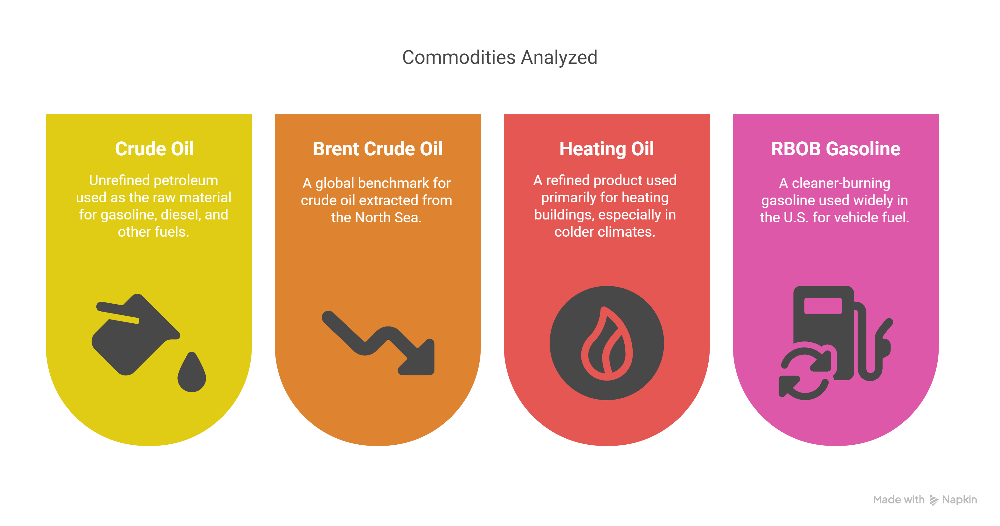 Commodities Analyzed
Crude Oil
Unrefined petroleum
used as the raw material
for gasoline, diesel, and
other fuels.
Brent Crude Oil
A global benchmark for
crude oil extracted from
the North Sea.
Heating Oil
A refined product used
primarily for heating
buildings, especially in
colder climates.
RBOB Gasoline
A cleaner-burning
gasoline used widely in
the U.S. for vehicle fuel.
Made with Napkin